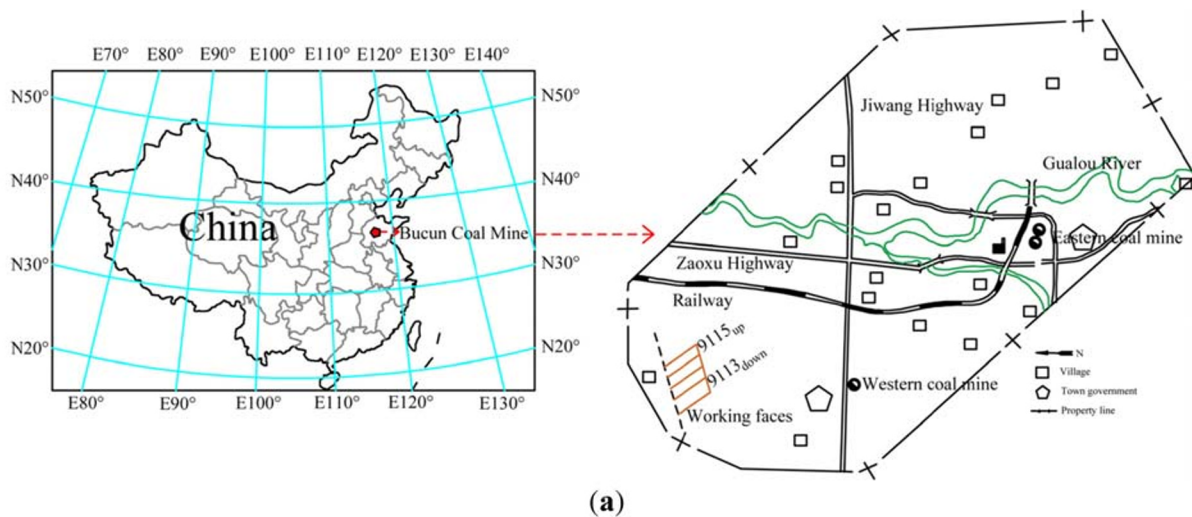 E70° E80° E90° E100° E110° E120° E130° E140°
N50° N50°
N40° N40°
N30° N30°
N20° N20°
China
Bucun Coal Mine
E80° E90° E100° E110° E120° E130°
Jiwang Highway
Gualou River
Eastern coal mine
Zaoxu Highway
Railway
9115up
9113down
Working faces
Western coal mine
N
Village
Town government
Property line
(a)